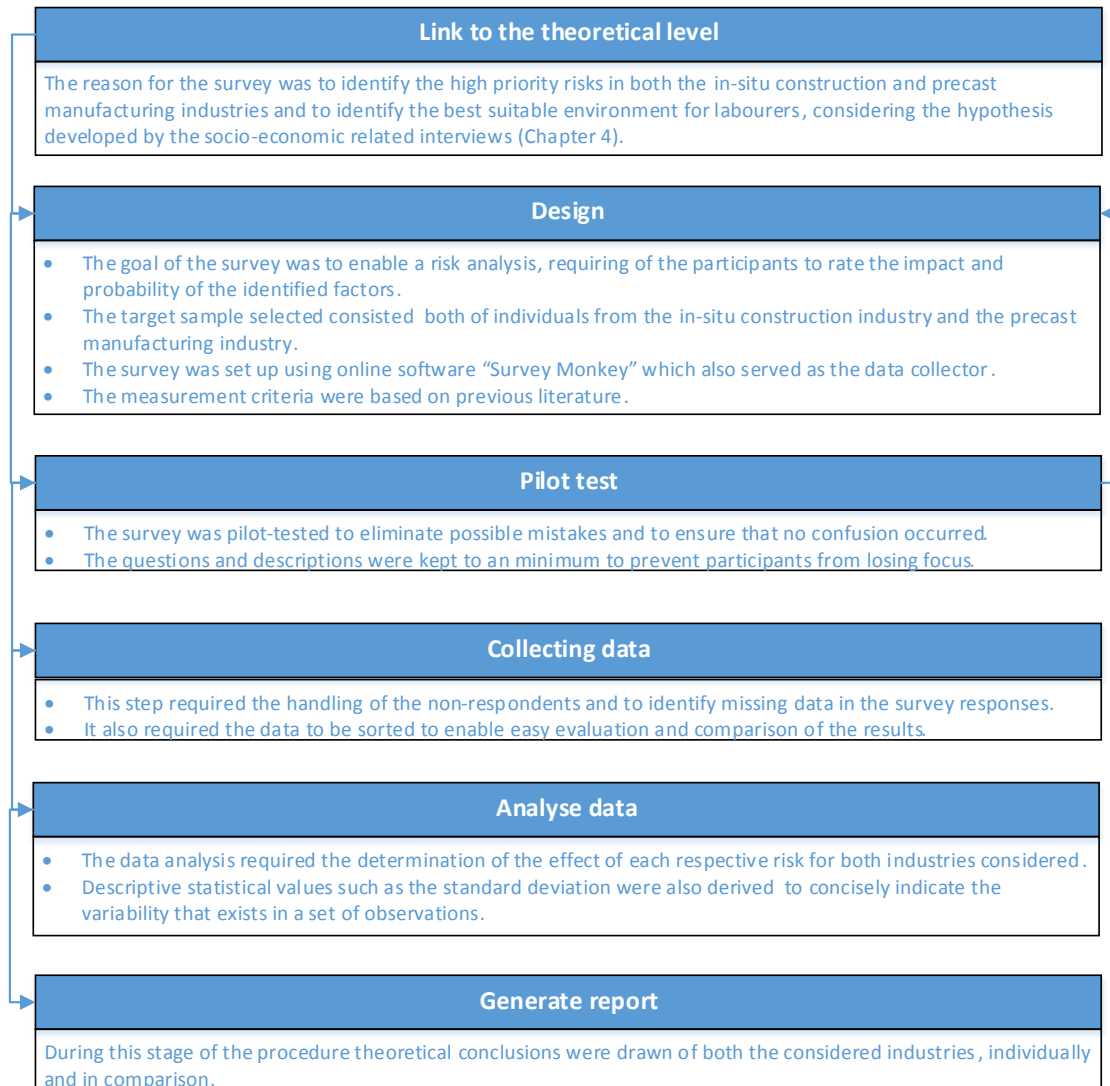 Link to the theoretical level
The reason for the survey was to identify the high priority risks in both the in-situ construction and precast
manufacturing industries and to identify the best suitable environment for labourers, considering the hypothesis
developed by the socio-economic related interviews (Chapter 4).
Design
• The goal of the survey was to enable a risk analysis, requiring of the participants to rate the impact and
probability of the identified factors.
• The target sample selected consisted both of individuals from the in-situ construction industry and the precast
manufacturing industry.
• The survey was set up using online software “Survey Monkey” which also served as the data collector.
• The measurement criteria were based on previous literature.
Pilot test
• The survey was pilot-tested to eliminate possible mistakes and to ensure that no confusion occurred.
• The questions and descriptions were kept to an minimum to prevent participants from losing focus.
Collecting data
• This step required the handling of the non-respondents and to identify missing data in the survey responses.
• It also required the data to be sorted to enable easy evaluation and comparison of the results.
Analyse data
• The data analysis required the determination of the effect of each respective risk for both industries considered.
• Descriptive statistical values such as the standard deviation were also derived to concisely indicate the
variability that exists in a set of observations.
Generate report
During this stage of the procedure theoretical conclusions were drawn of both the considered industries, individually
and in comparison.